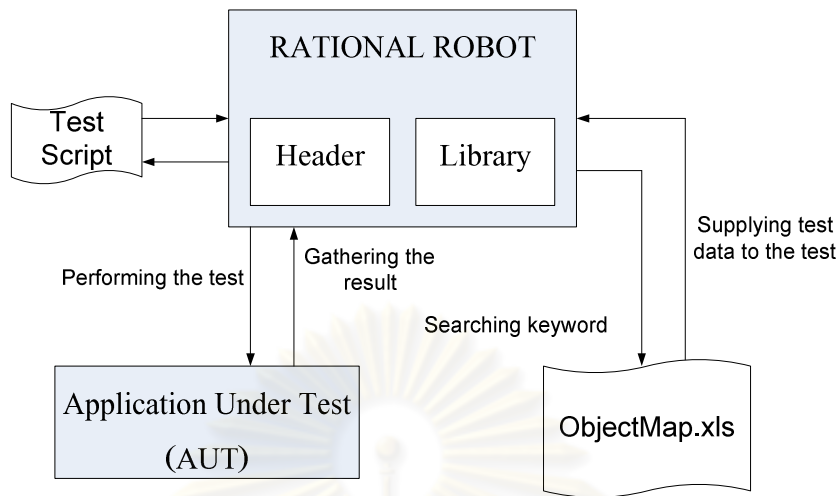 RATIONAL ROBOT
Test
Script
Header
Library
Supplying test
data to the test
Gathering the
result
Performing the test
Searching keyword
Application Under Test
(AUT)
ObjectMap.xls